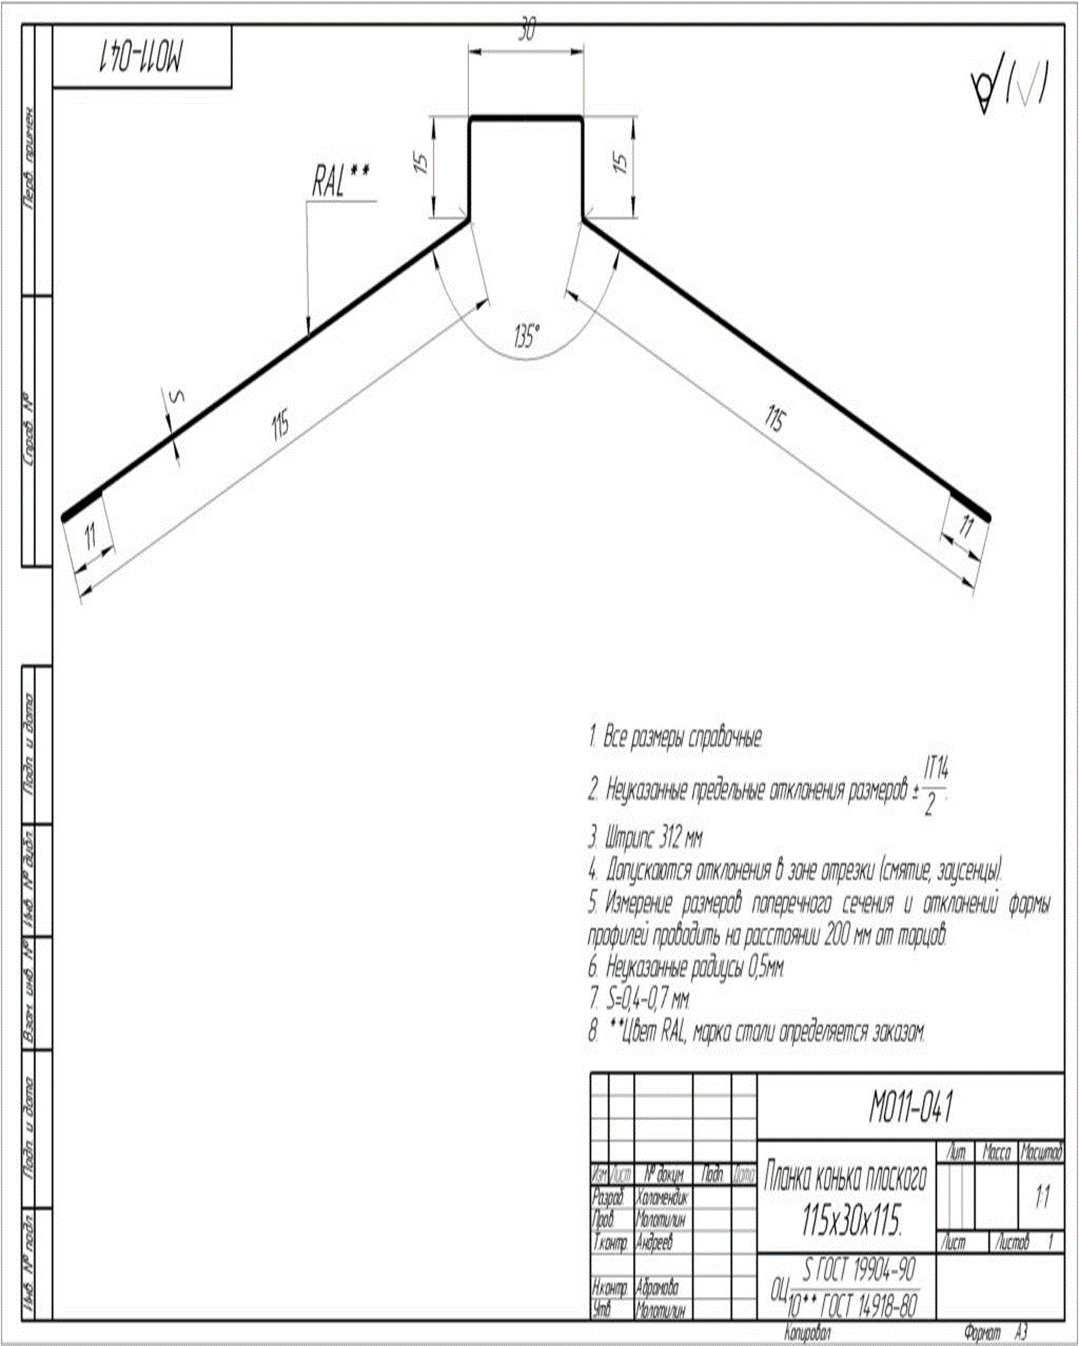 М011-041
30
15
15
RAL**
135°
S
115
115
11
11
√(√)
Перв. примен.
Справ. №
Подп. и дата
Инв. № дубл.
Взам. инв. №
Подп. и дата
Инв. № подл.
1. Все размеры справочные.
2. Неуказанные предельные отклонения размеров ± IT14/2.
3. Штрипс 312 мм
4. Допускаются отклонения в зоне отрезки (смятие, заусенцы).
5. Измерение размеров поперечного сечения и отклонений формы
профилей проводить на расстоянии 200 мм от торцов.
6. Неуказанные радиусы 0,5мм.
7. S=0,4-0,7 мм.
8. **Цвет RAL, марка стали определяется заказом.
М011-041
Изм. Лист № докум. Подп. Дата
Разраб. Халамендик
Пров. Молотилин
Т.контр. Андреев
Н.контр. Абрамова
Утв. Молотилин
Планка конька плоского
115х30х115.
Лит. Масса Масштаб
1:1
Лист Листов 1
ОЦ S ГОСТ 19904-90
10** ГОСТ 14918-80
Копировал Формат А3